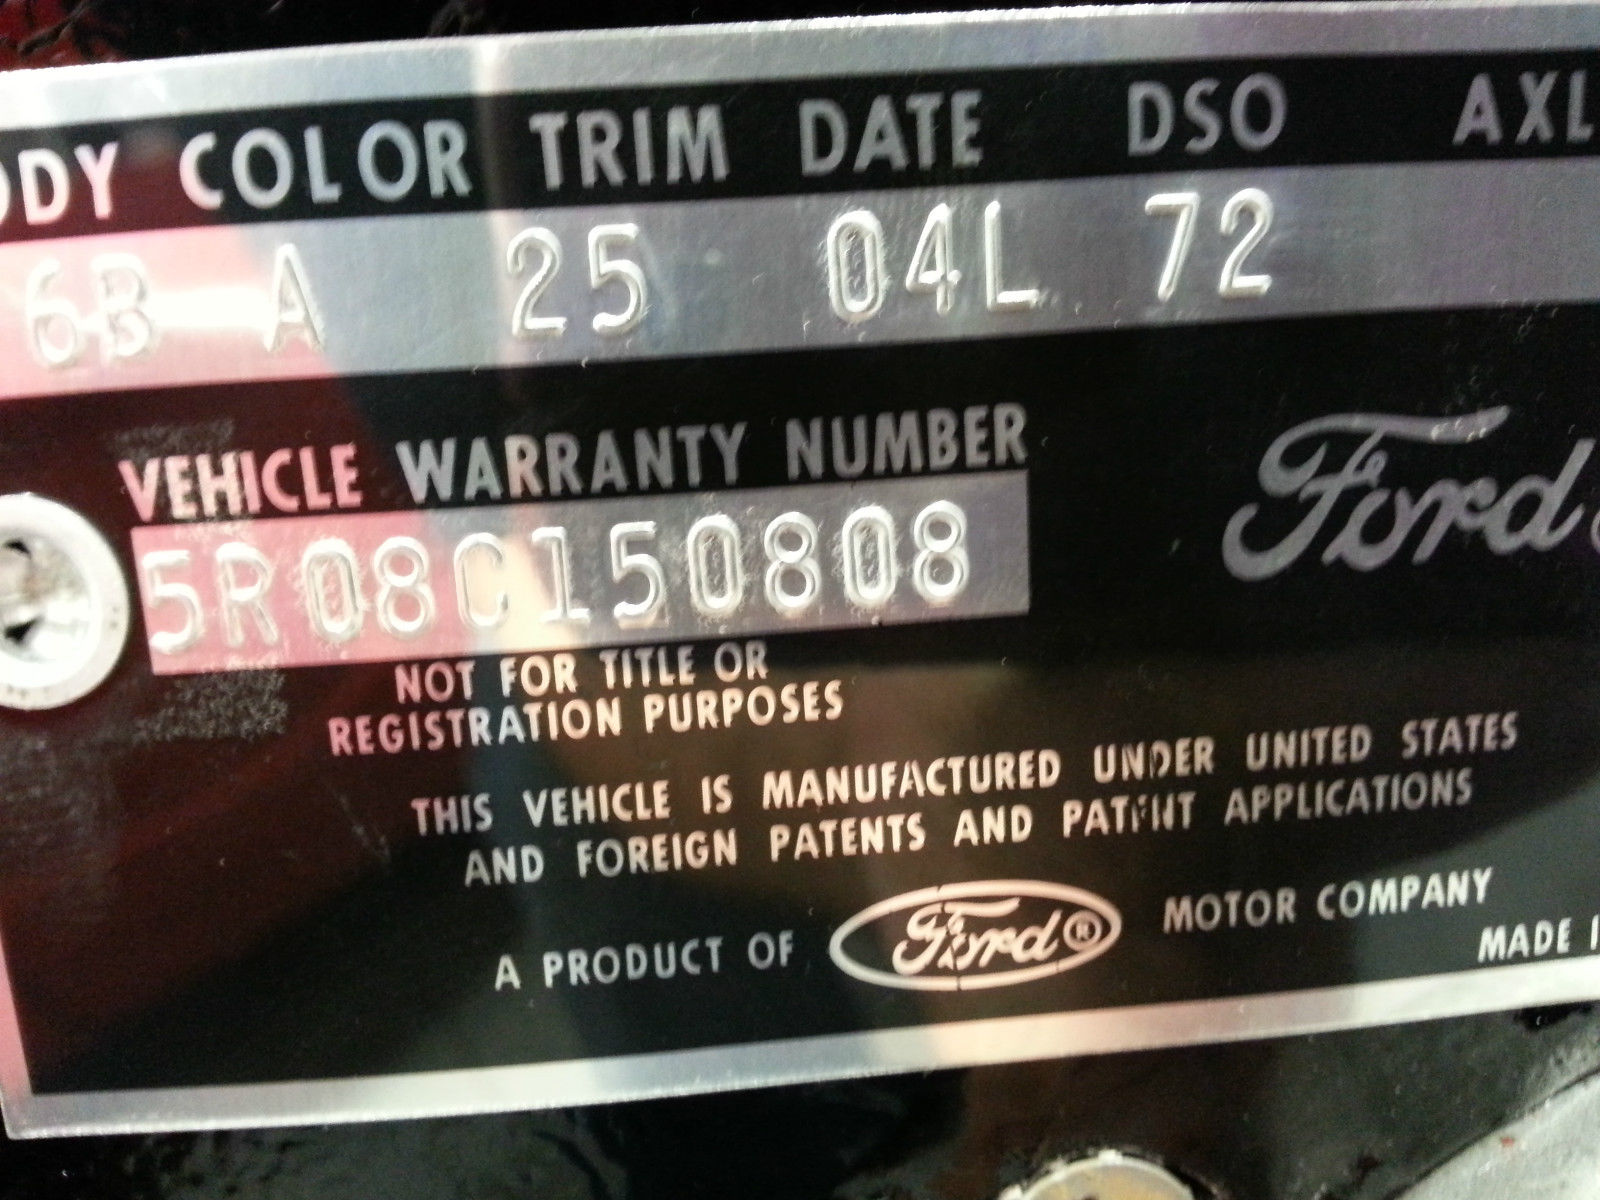 ODY COLOR TRIM DATE DSO AXL
6B A 25 04L 72
VEHICLE WARRANTY NUMBER
5R08C150808
Ford
NOT FOR TITLE OR
REGISTRATION PURPOSES
THIS VEHICLE IS MANUFACTURED UNDER UNITED STATES
AND FOREIGN PATENTS AND PATENT APPLICATIONS
A PRODUCT OF Ford® MOTOR COMPANY
MADE I